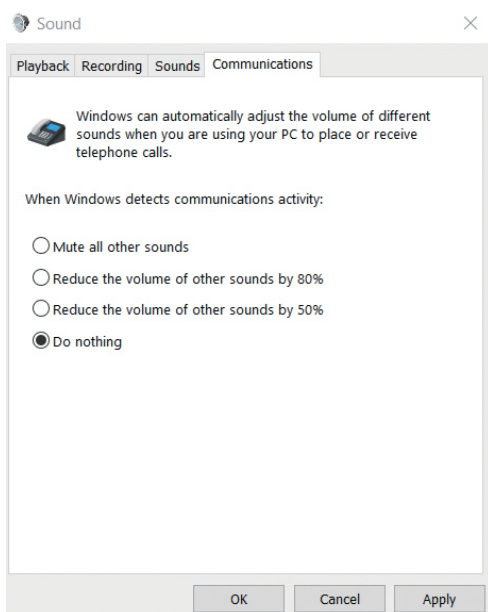 Sound
Playback Recording Sounds Communications
Windows can automatically adjust the volume of different
sounds when you are using your PC to place or receive
telephone calls.
When Windows detects communications activity:
Mute all other sounds
Reduce the volume of other sounds by 80%
Reduce the volume of other sounds by 50%
Do nothing
OK Cancel Apply